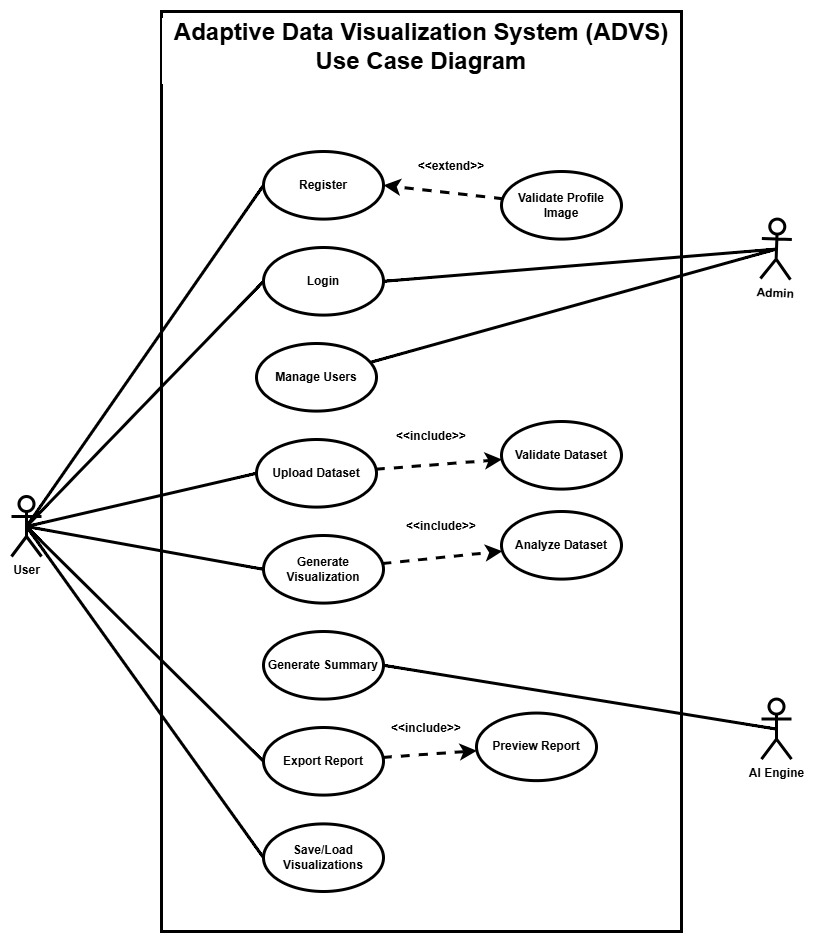 Adaptive Data Visualization System (ADVS)
Use Case Diagram
Register
<<extend>>
Validate Profile
Image
Login
Admin
Manage Users
Upload Dataset
<<include>>
Validate Dataset
User
Generate
Visualization
<<include>>
Analyze Dataset
Generate Summary
AI Engine
Export Report
<<include>>
Preview Report
Save/Load
Visualizations